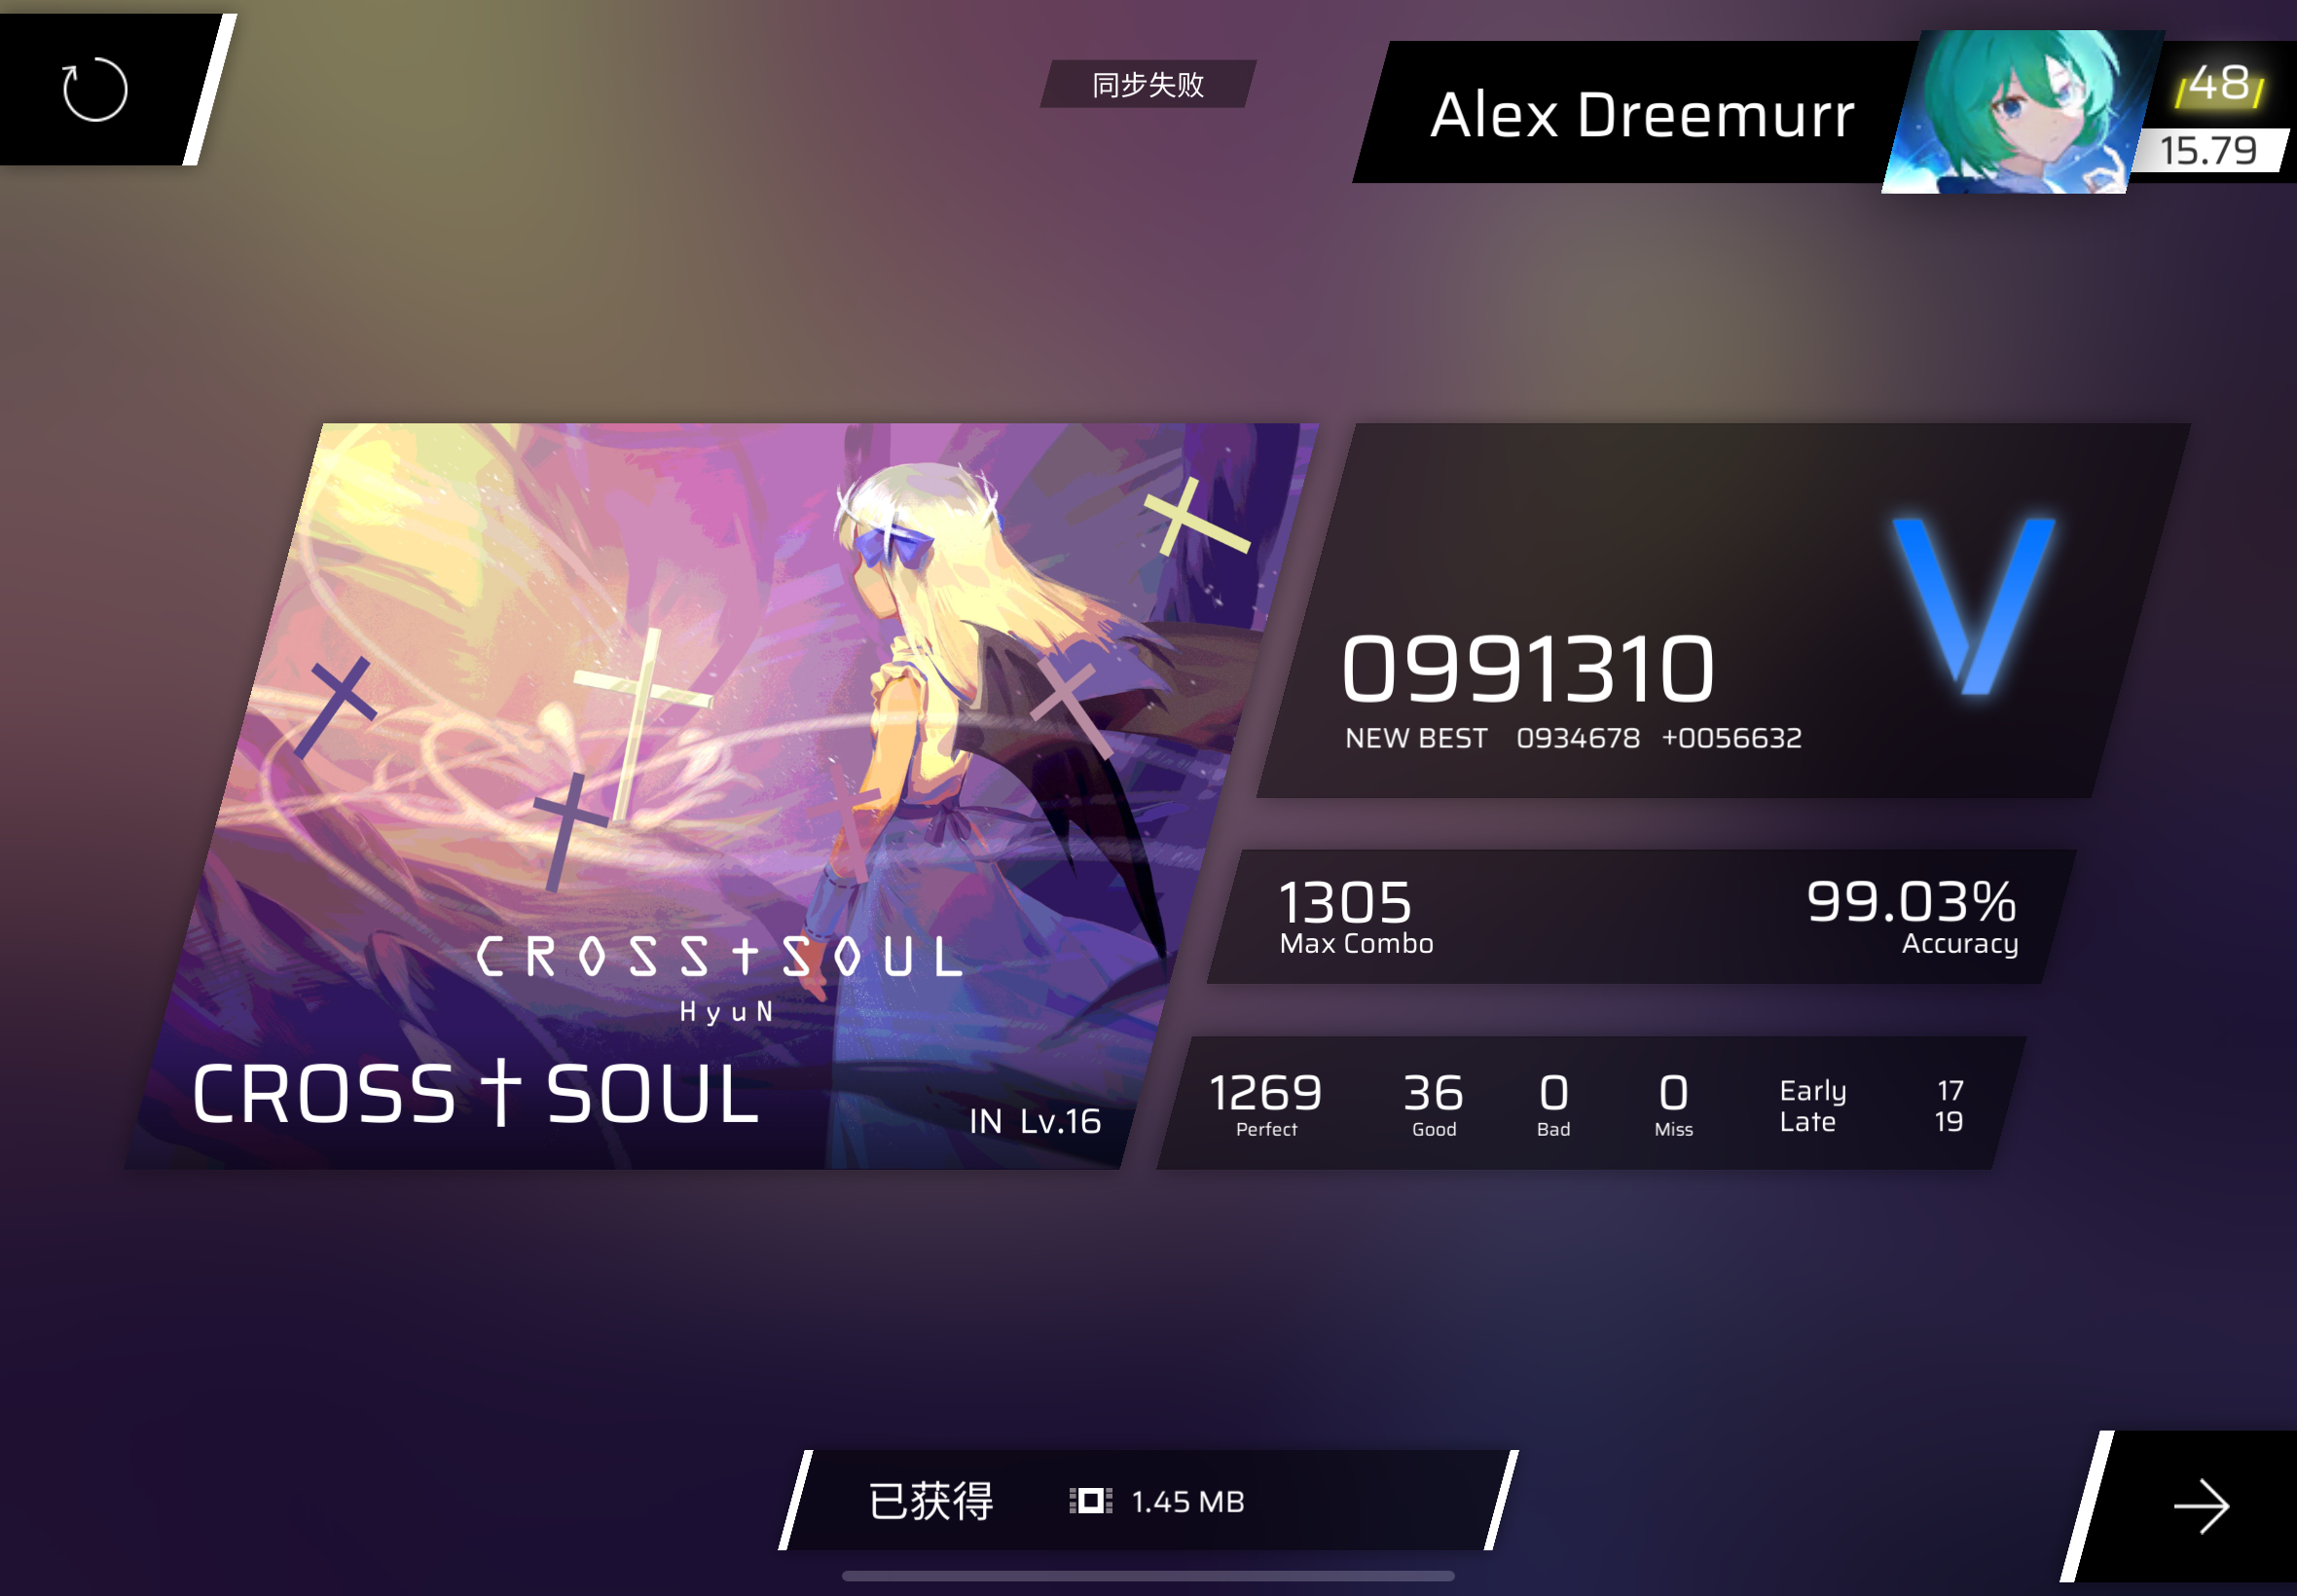 同步失败
Alex Dreemurr
48
15.79
CROSS†SOUL
HyuN
CROSS † SOUL
IN Lv.16
V
0991310
NEW BEST 0934678 +0056632
1305
Max Combo
99.03%
Accuracy
1269 36 0 0
Perfect Good Bad Miss
Early 17
Late 19
已获得 1.45 MB